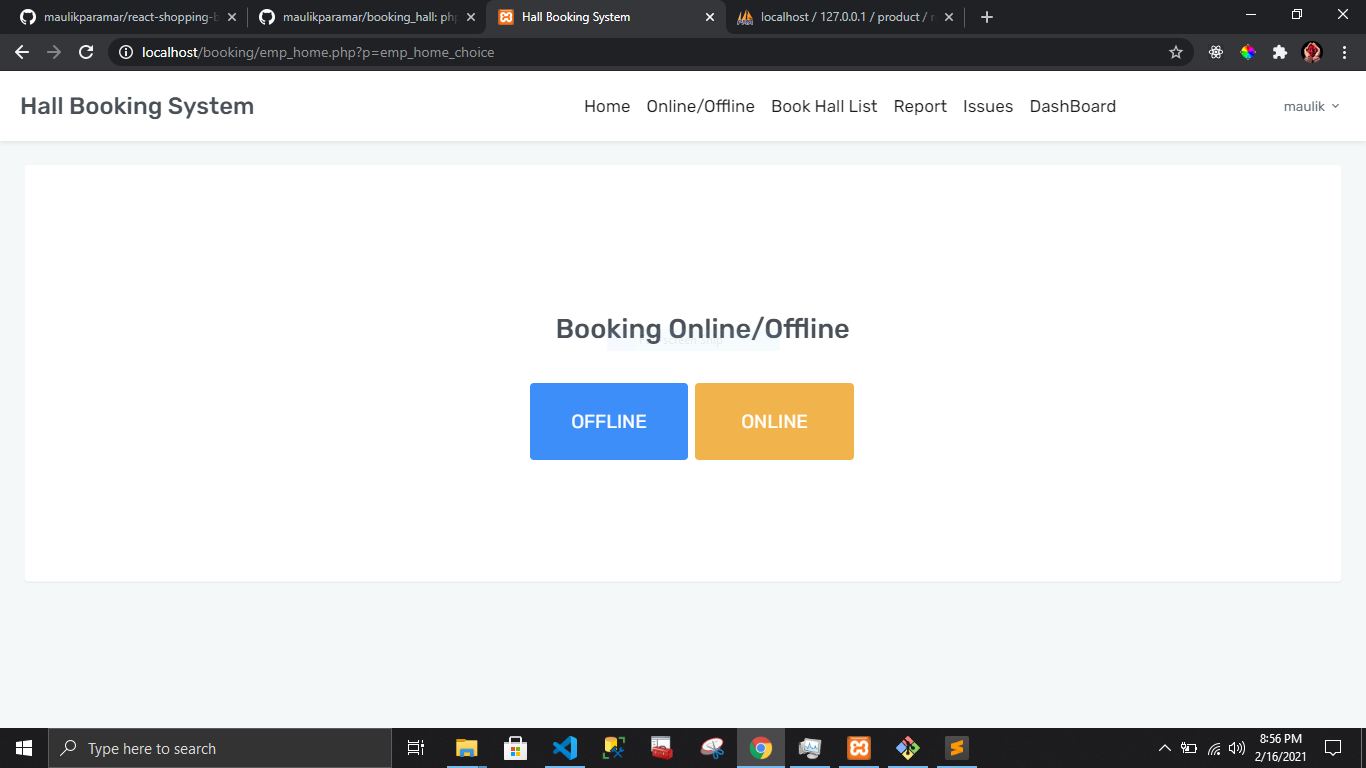 maulikparamar/react-shopping-b
maulikparamar/booking_hall: php
Hall Booking System
localhost / 127.0.0.1 / product /
localhost/booking/emp_home.php?p=emp_home_choice
Hall Booking System
Home
Online/Offline
Book Hall List
Report
Issues
DashBoard
maulik
Booking Online/Offline
OFFLINE
ONLINE
Type here to search
8:56 PM
2/16/2021